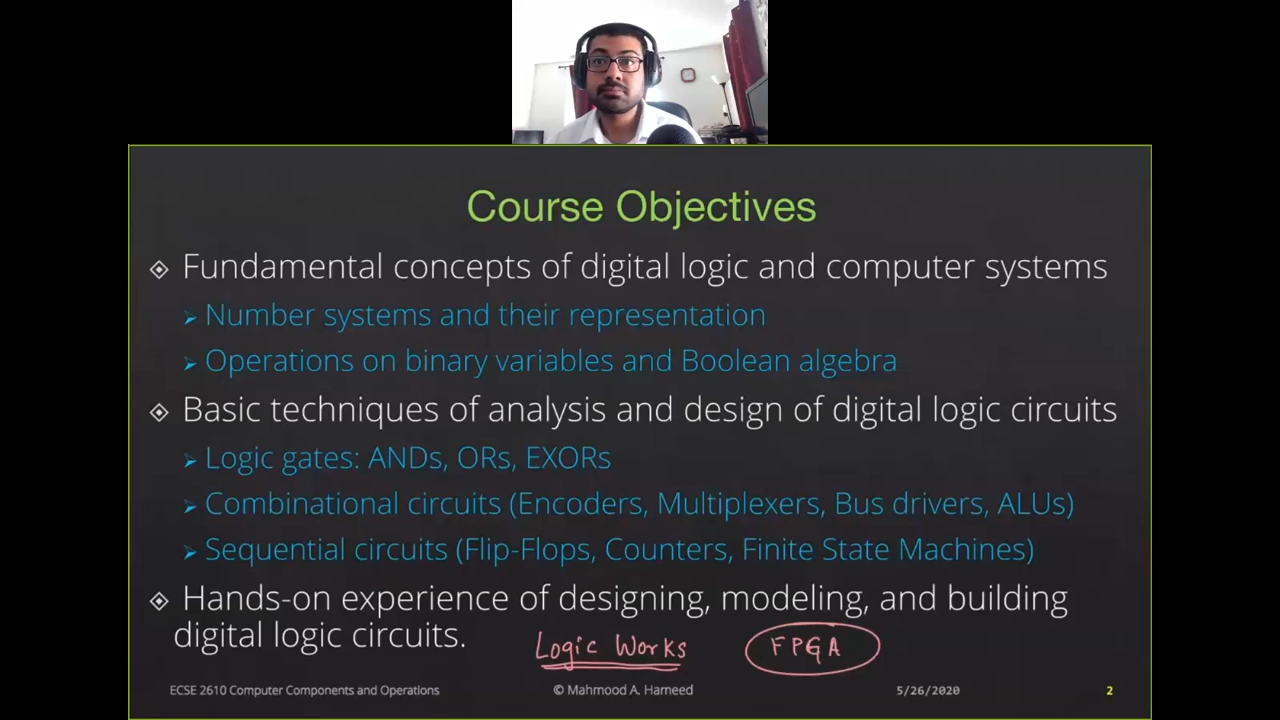 Course Objectives
Fundamental concepts of digital logic and computer systems
Number systems and their representation
Operations on binary variables and Boolean algebra
Basic techniques of analysis and design of digital logic circuits
Logic gates: ANDs, ORs, EXORs
Combinational circuits (Encoders, Multiplexers, Bus drivers, ALUs)
Sequential circuits (Flip-Flops, Counters, Finite State Machines)
Hands-on experience of designing, modeling, and building
digital logic circuits.
Logic Works FPGA
ECSE 2610 Computer Components and Operations © Mahmood A. Hameed 5/26/2020 2